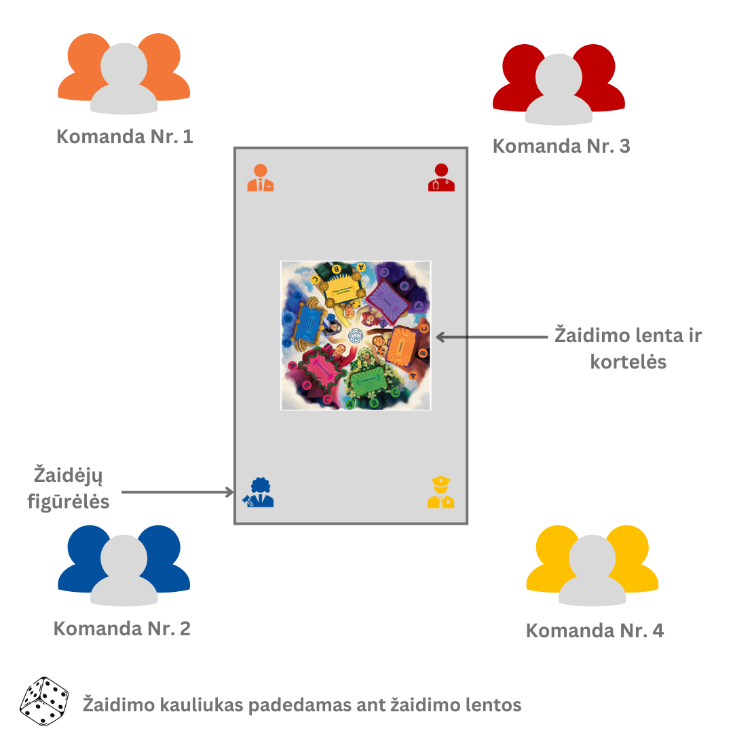 Komanda Nr. 1
Komanda Nr. 3
Žaidimo lenta ir
kortelės
Žaidėjų
figūrėlės
Komanda Nr. 2
Komanda Nr. 4
Žaidimo kauliukas padedamas ant žaidimo lentos